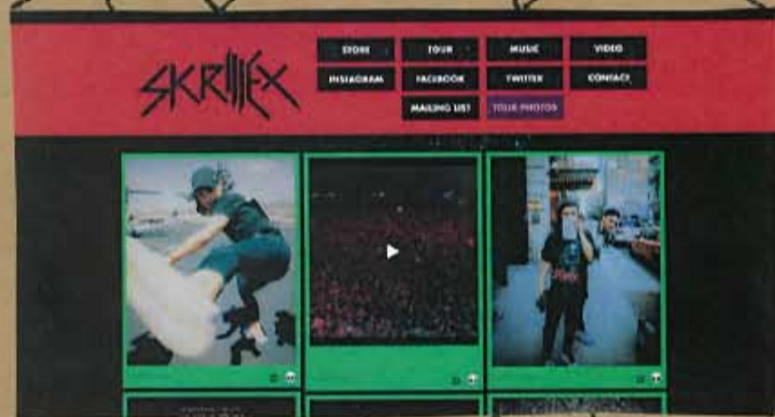 SKRILLEX
STORE TOUR MUSIC VIDEO
INSTAGRAM FACEBOOK TWITTER CONTACT
MAILING LIST TOUR PHOTOS